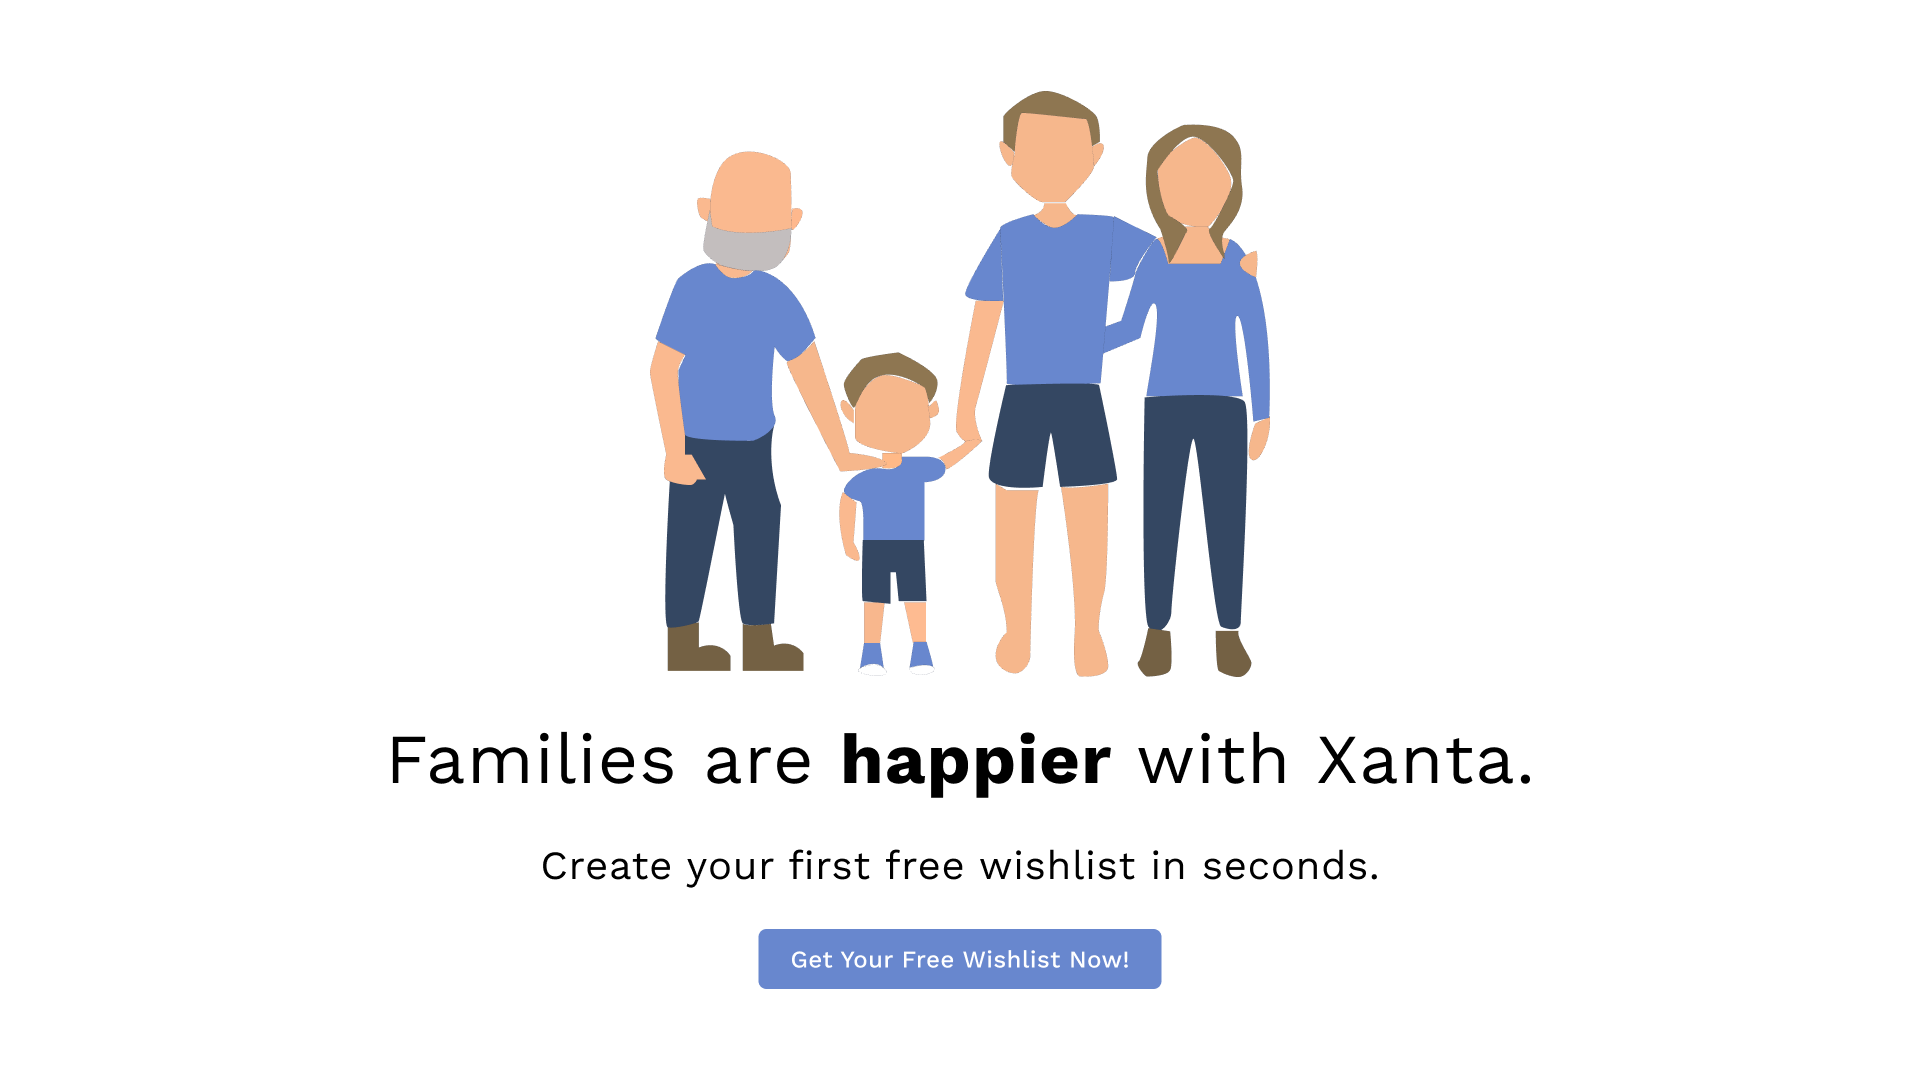 Families are happier with Xanta.
Create your first free wishlist in seconds.
Get Your Free Wishlist Now!